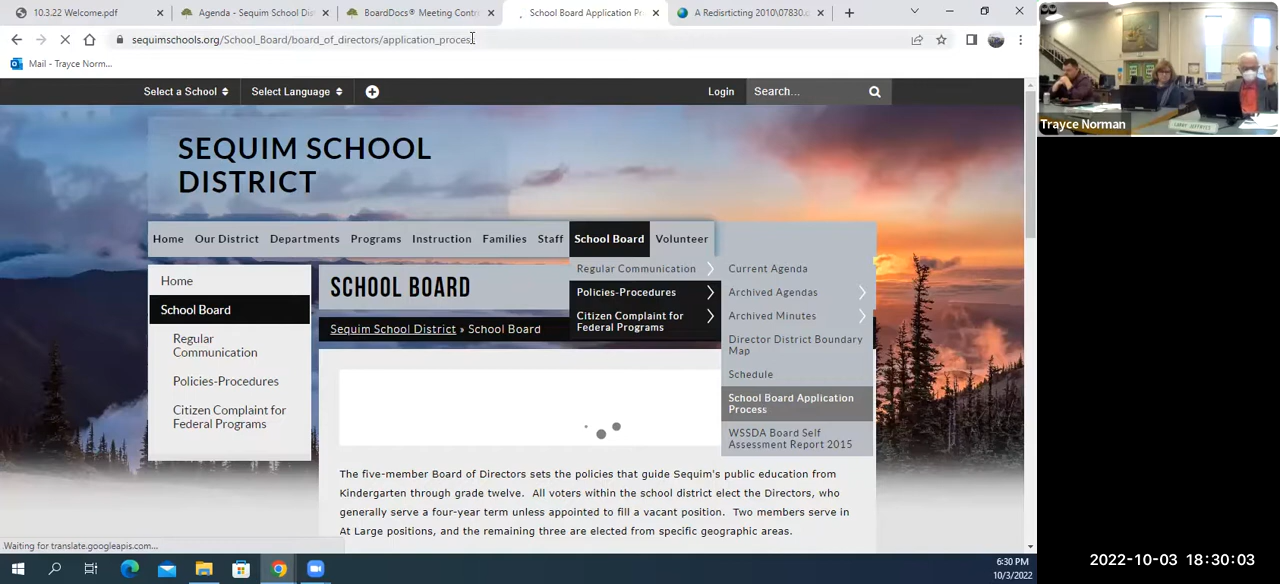 10.3.22 Welcome.pdf
Agenda - Sequim School Dis
BoardDocs® Meeting Contr
School Board Application Pr
A Redisrticting 2010\07830.c
sequimschools.org/School_Board/board_of_directors/application_process
Mail - Trayce Norm...
Select a School
Select Language
Login
Search...
SEQUIM SCHOOL
DISTRICT
Home
Our District
Departments
Programs
Instruction
Families
Staff
School Board
Volunteer
Home
School Board
Regular
Communication
Policies-Procedures
Citizen Complaint for
Federal Programs
SCHOOL BOARD
Sequim School District » School Board
Regular Communication
Policies-Procedures
Citizen Complaint for
Federal Programs
Current Agenda
Archived Agendas
Archived Minutes
Director District Boundary
Map
Schedule
School Board Application
Process
WSSDA Board Self
Assessment Report 2015
The five-member Board of Directors sets the policies that guide Sequim's public education from
Kindergarten through grade twelve. All voters within the school district elect the Directors, who
generally serve a four-year term unless appointed to fill a vacant position. Two members serve in
At Large positions, and the remaining three are elected from specific geographic areas.
Waiting for translate.googleapis.com...
6:30 PM
10/3/2022
Trayce Norman
LARRY JEFFRYES
2022-10-03 18:30:03